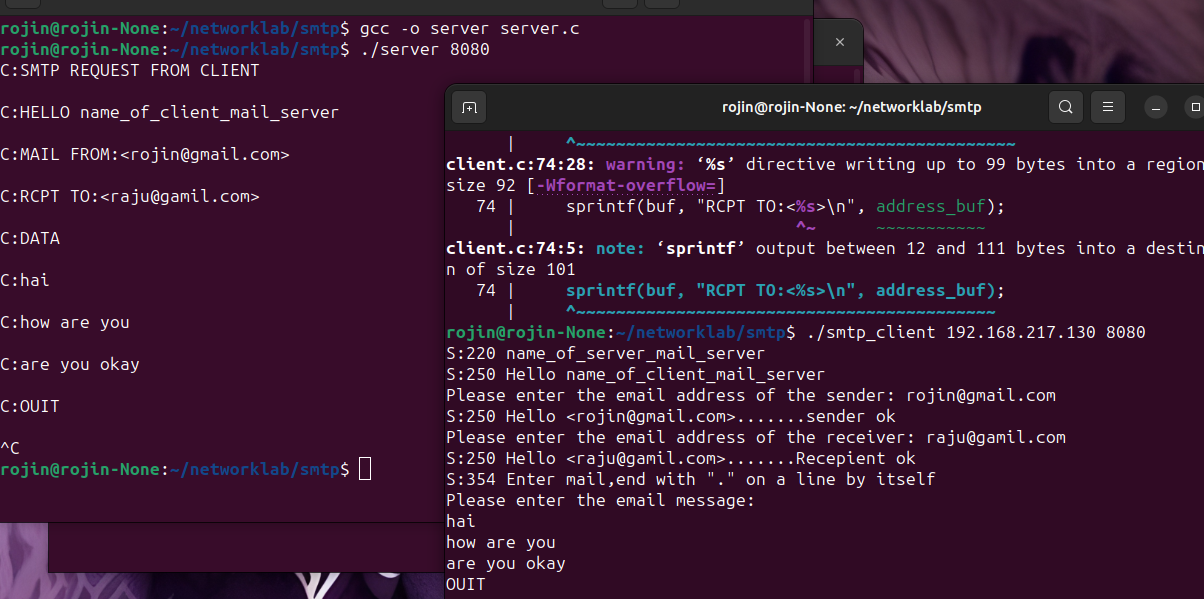 rojin@rojin-None:~/networklab/smtp$ gcc -o server server.c
rojin@rojin-None:~/networklab/smtp$ ./server 8080
C:SMTP REQUEST FROM CLIENT
C:HELLO name_of_client_mail_server
C:MAIL FROM:<rojin@gmail.com>
C:RCPT TO:<raju@gamil.com>
C:DATA
C:hai
C:how are you
C:are you okay
C:OUIT
^C
rojin@rojin-None:~/networklab/smtp$
rojin@rojin-None: ~/networklab/smtp
| ^~~~~~~~~~~~~~~~~~~~~~~~~~~~~~~~~~~~~~~~~~~~
client.c:74:28: warning: ‘%s’ directive writing up to 99 bytes into a region
size 92 [-Wformat-overflow=]
74 | sprintf(buf, "RCPT TO:<%s>\n", address_buf);
| ^~ ~~~~~~~~~~~
client.c:74:5: note: ‘sprintf’ output between 12 and 111 bytes into a destin
n of size 101
74 | sprintf(buf, "RCPT TO:<%s>\n", address_buf);
| ^~~~~~~~~~~~~~~~~~~~~~~~~~~~~~~~~~~~~~~~~~
rojin@rojin-None:~/networklab/smtp$ ./smtp_client 192.168.217.130 8080
S:220 name_of_server_mail_server
S:250 Hello name_of_client_mail_server
Please enter the email address of the sender: rojin@gmail.com
S:250 Hello <rojin@gmail.com>.......sender ok
Please enter the email address of the receiver: raju@gamil.com
S:250 Hello <raju@gamil.com>.......Recepient ok
S:354 Enter mail,end with "." on a line by itself
Please enter the email message:
hai
how are you
are you okay
OUIT